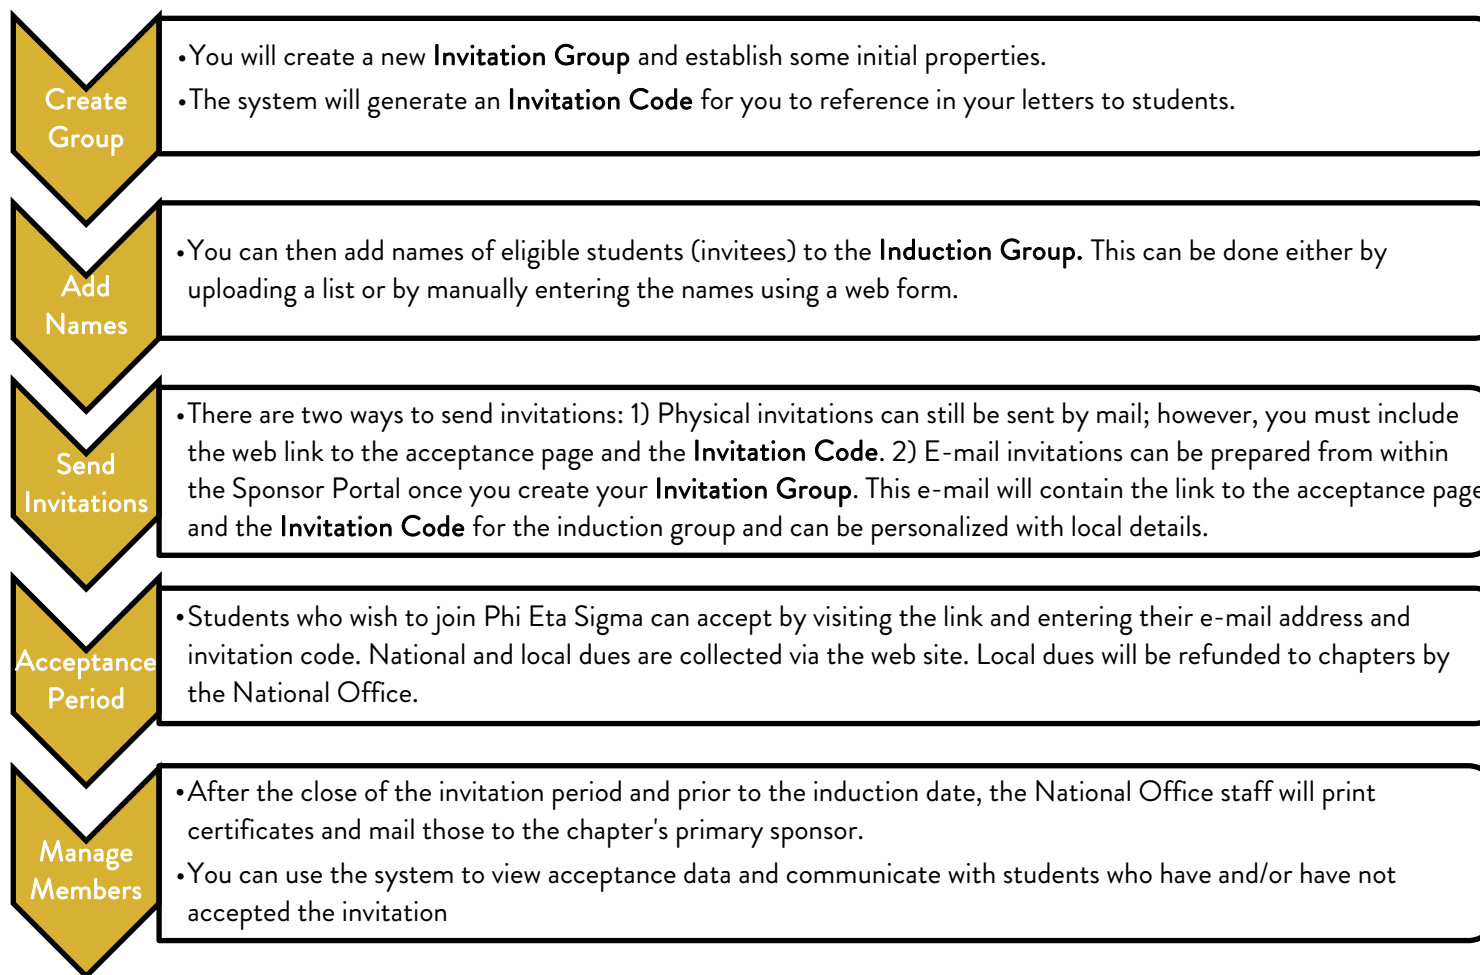 Create
Group
•You will create a new Invitation Group and establish some initial properties.
•The system will generate an Invitation Code for you to reference in your letters to students.
Add
Names
•You can then add names of eligible students (invitees) to the Induction Group. This can be done either by
uploading a list or by manually entering the names using a web form.
Send
Invitations
•There are two ways to send invitations: 1) Physical invitations can still be sent by mail; however, you must include
the web link to the acceptance page and the Invitation Code. 2) E-mail invitations can be prepared from within
the Sponsor Portal once you create your Invitation Group. This e-mail will contain the link to the acceptance page
and the Invitation Code for the induction group and can be personalized with local details.
Acceptance
Period
•Students who wish to join Phi Eta Sigma can accept by visiting the link and entering their e-mail address and
invitation code. National and local dues are collected via the web site. Local dues will be refunded to chapters by
the National Office.
Manage
Members
•After the close of the invitation period and prior to the induction date, the National Office staff will print
certificates and mail those to the chapter's primary sponsor.
•You can use the system to view acceptance data and communicate with students who have and/or have not
accepted the invitation